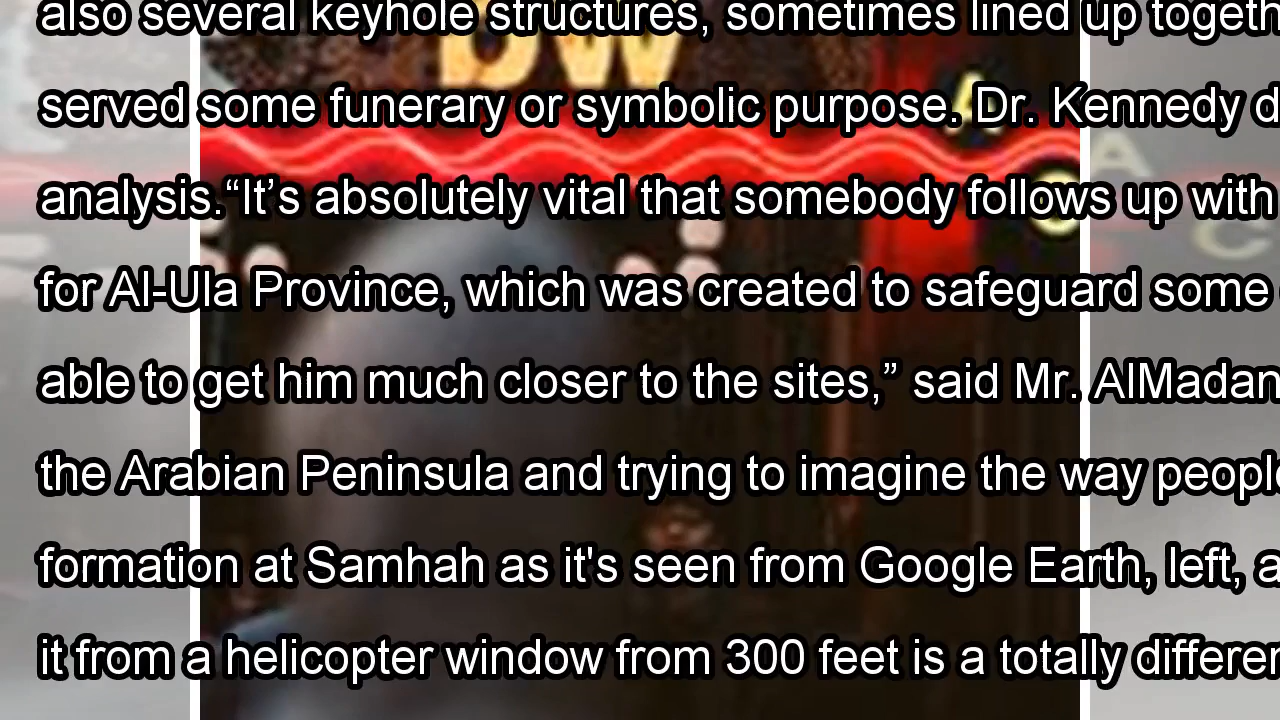 also several keyhole structures, sometimes lined up togeth
served some funerary or symbolic purpose. Dr. Kennedy d
analysis.“It’s absolutely vital that somebody follows up with
for Al-Ula Province, which was created to safeguard some
able to get him much closer to the sites,” said Mr. AlMadan
the Arabian Peninsula and trying to imagine the way people
formation at Samhah as it's seen from Google Earth, left, a
it from a helicopter window from 300 feet is a totally differen